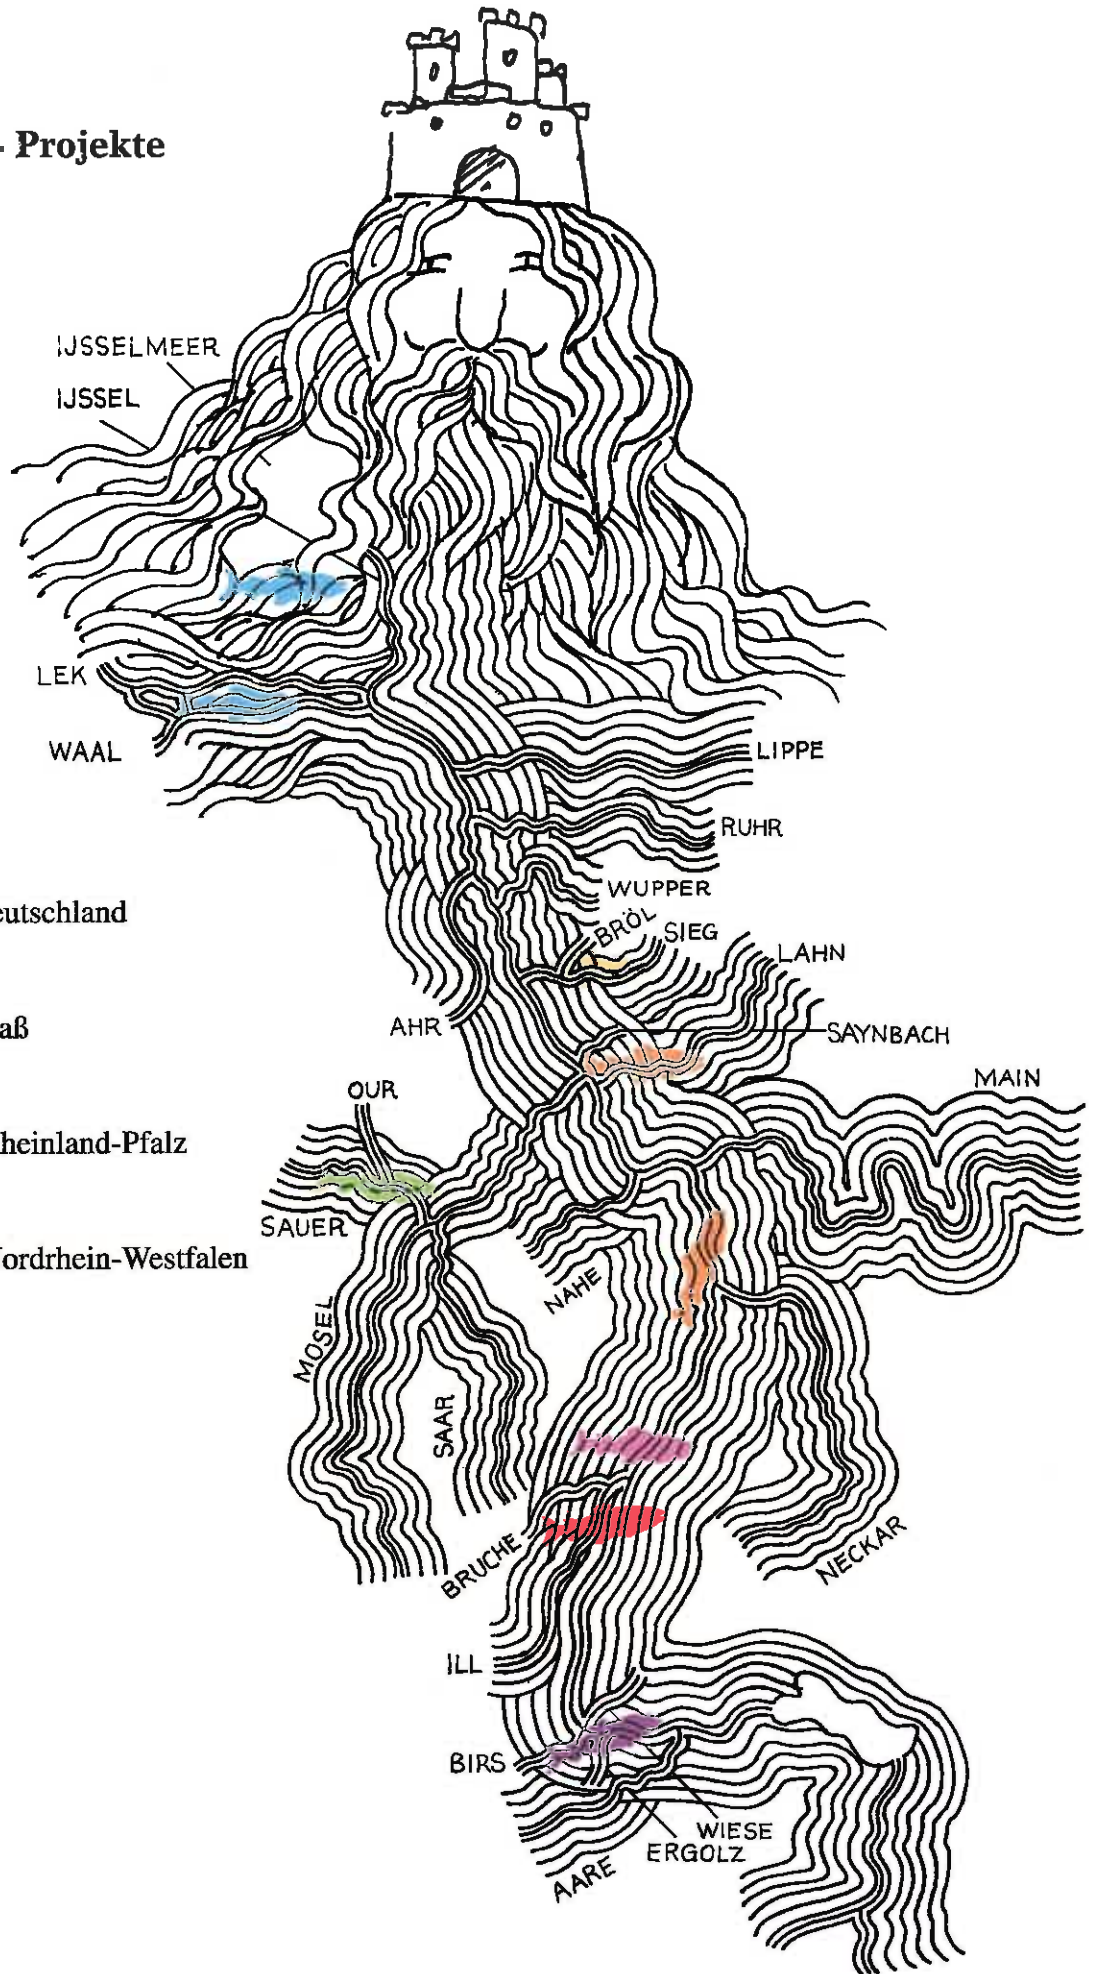 - Projekte
IJSSELMEER
IJSSEL
LEK
WAAL
LIPPE
RUHR
WUPPER
BRÖL
SIEG
LAHN
AHR
SAYNBACH
MAIN
OUR
SAUER
NAHE
MOSEL
SAAR
BRUCHE
NECKAR
ILL
BIRS
WIESE
ERGOLZ
AARE
eutschland
aß
heinland-Pfalz
Nordrhein-Westfalen